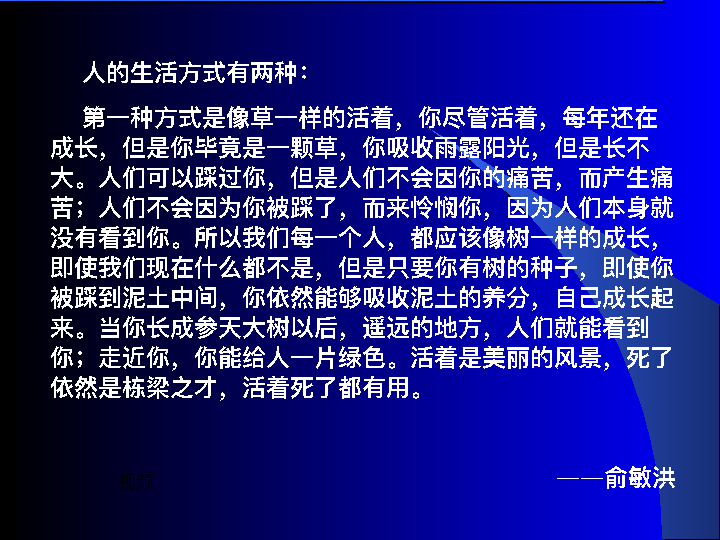 人的生活方式有两种：
第一种方式是像草一样的活着，你尽管活着，每年还在
成长，但是你毕竟是一颗草，你吸收雨露阳光，但是长不
大。人们可以踩过你，但是人们不会因你的痛苦，而产生痛
苦；人们不会因为你被踩了，而来怜悯你，因为人们本身就
没有看到你。所以我们每一个人，都应该像树一样的成长，
即使我们现在什么都不是，但是只要你有树的种子，即使你
被踩到泥土中间，你依然能够吸收泥土的养分，自己成长起
来。当你长成参天大树以后，遥远的地方，人们就能看到
你；走近你，你能给人一片绿色。活着是美丽的风景，死了
依然是栋梁之才，活着死了都有用。
——俞敏洪